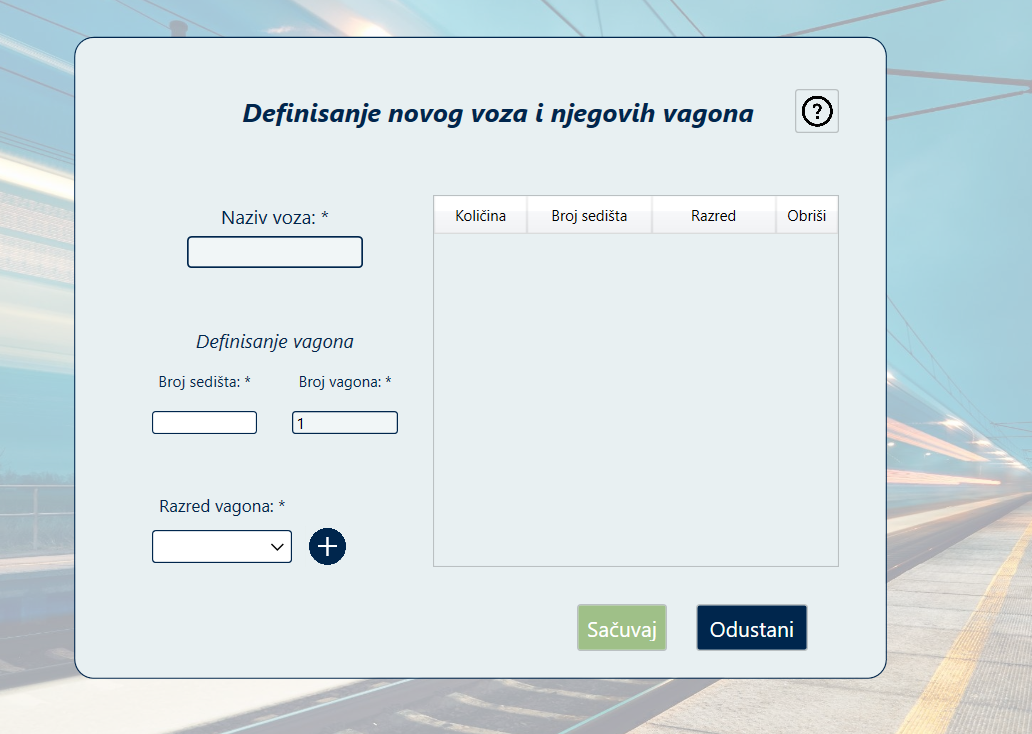 Definisanje novog voza i njegovih vagona
?
Naziv voza: *
Definisanje vagona
Broj sedišta: * Broj vagona: *
1
Razred vagona: *
Količina Broj sedišta Razred Obriši
Sačuvaj Odustani